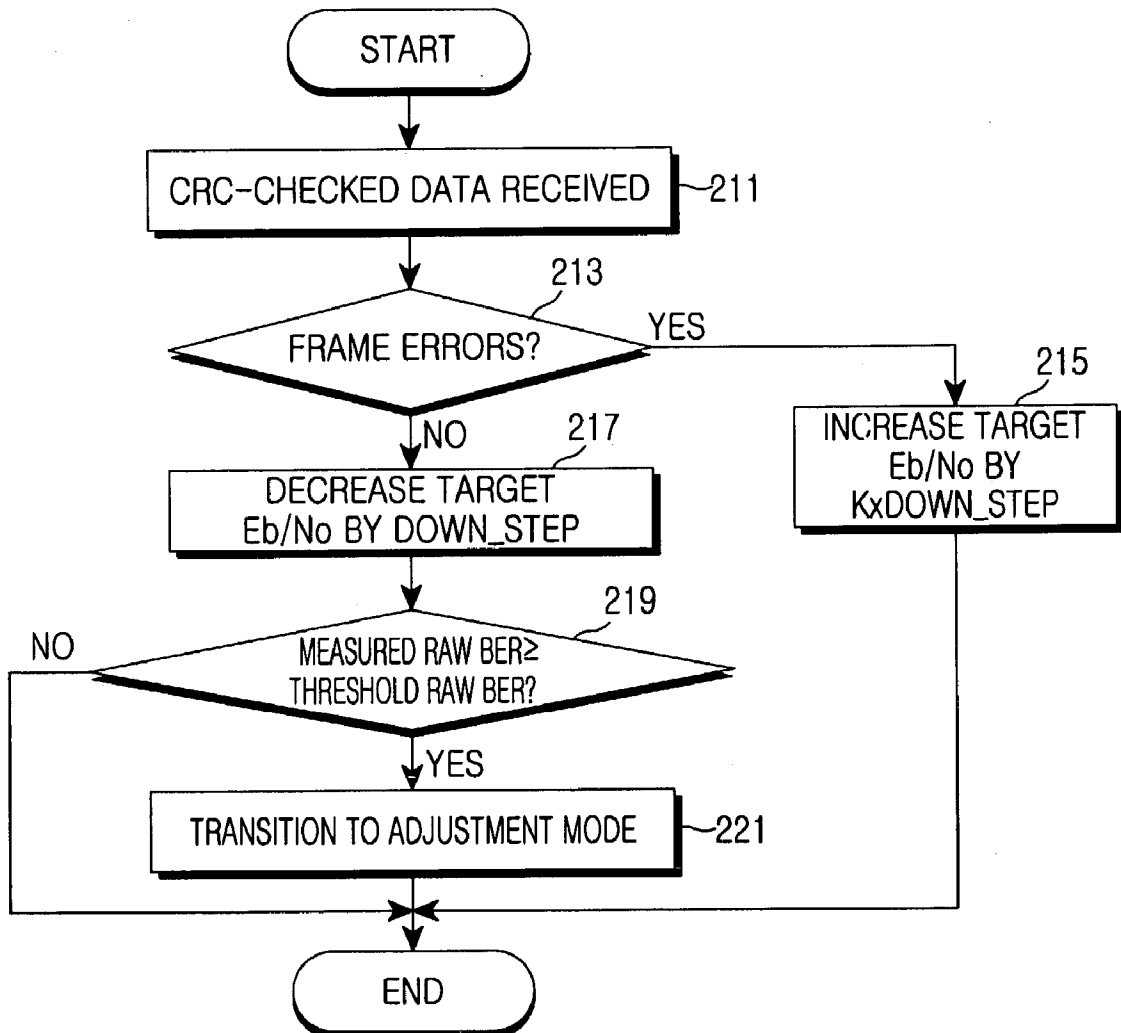 START
CRC-CHECKED DATA RECEIVED
211
213
FRAME ERRORS?
YES
215
INCREASE TARGET
Eb/No BY
KxDOWN_STEP
NO
217
DECREASE TARGET
Eb/No BY DOWN_STEP
219
NO
MEASURED RAW BER≥
THRESHOLD RAW BER?
YES
TRANSITION TO ADJUSTMENT MODE
221
END